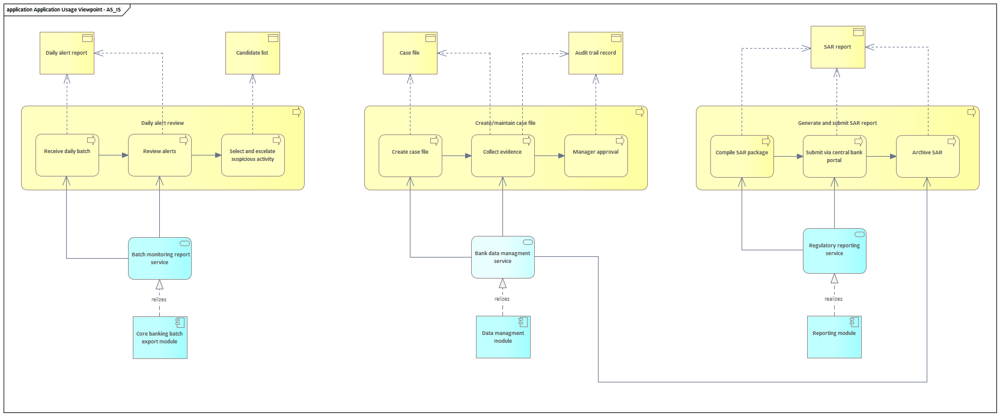 application Application Usage Viewpoint - AS_IS
Daily alert report
Candidate list
Case file
Audit trail record
SAR report
Daily alert review
Create/maintain case file
Generate and submit SAR report
Receive daily batch
Review alerts
Select and escelate
suspicious activity
Create case file
Collect evidence
Manager approval
Compile SAR package
Submit via central bank
portal
Archive SAR
Batch monitoring report
service
Bank data managment
service
Regulatory reporting
service
relizes
relizes
realizes
Core banking batch
export module
Data managment
module
Reporting module